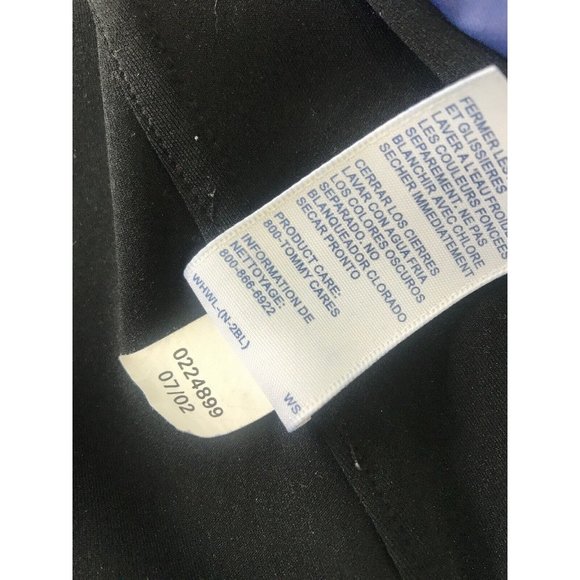 FERMER LES
ET GLISSIÈRES
LAVER A L'EAU FROIDE
LES COULEURS FONCÉES
SEPAREMENT. NE PAS
BLANCHIR AVEC CHLORE
SECHER IMMEDIATEMENT
CERRAR LOS CIERRES
LAVAR CON AGUA FRIA
LOS COLORES OSCUROS
SEPARADO. NO
BLANQUEADOR CLORADO
SECAR PRONTO
PRODUCT CARE:
800-TOMMY CARES
INFORMATION DE
NETTOYAGE:
800-866-6922
WHWL-(N-2BL)
WS
0224899
07/02